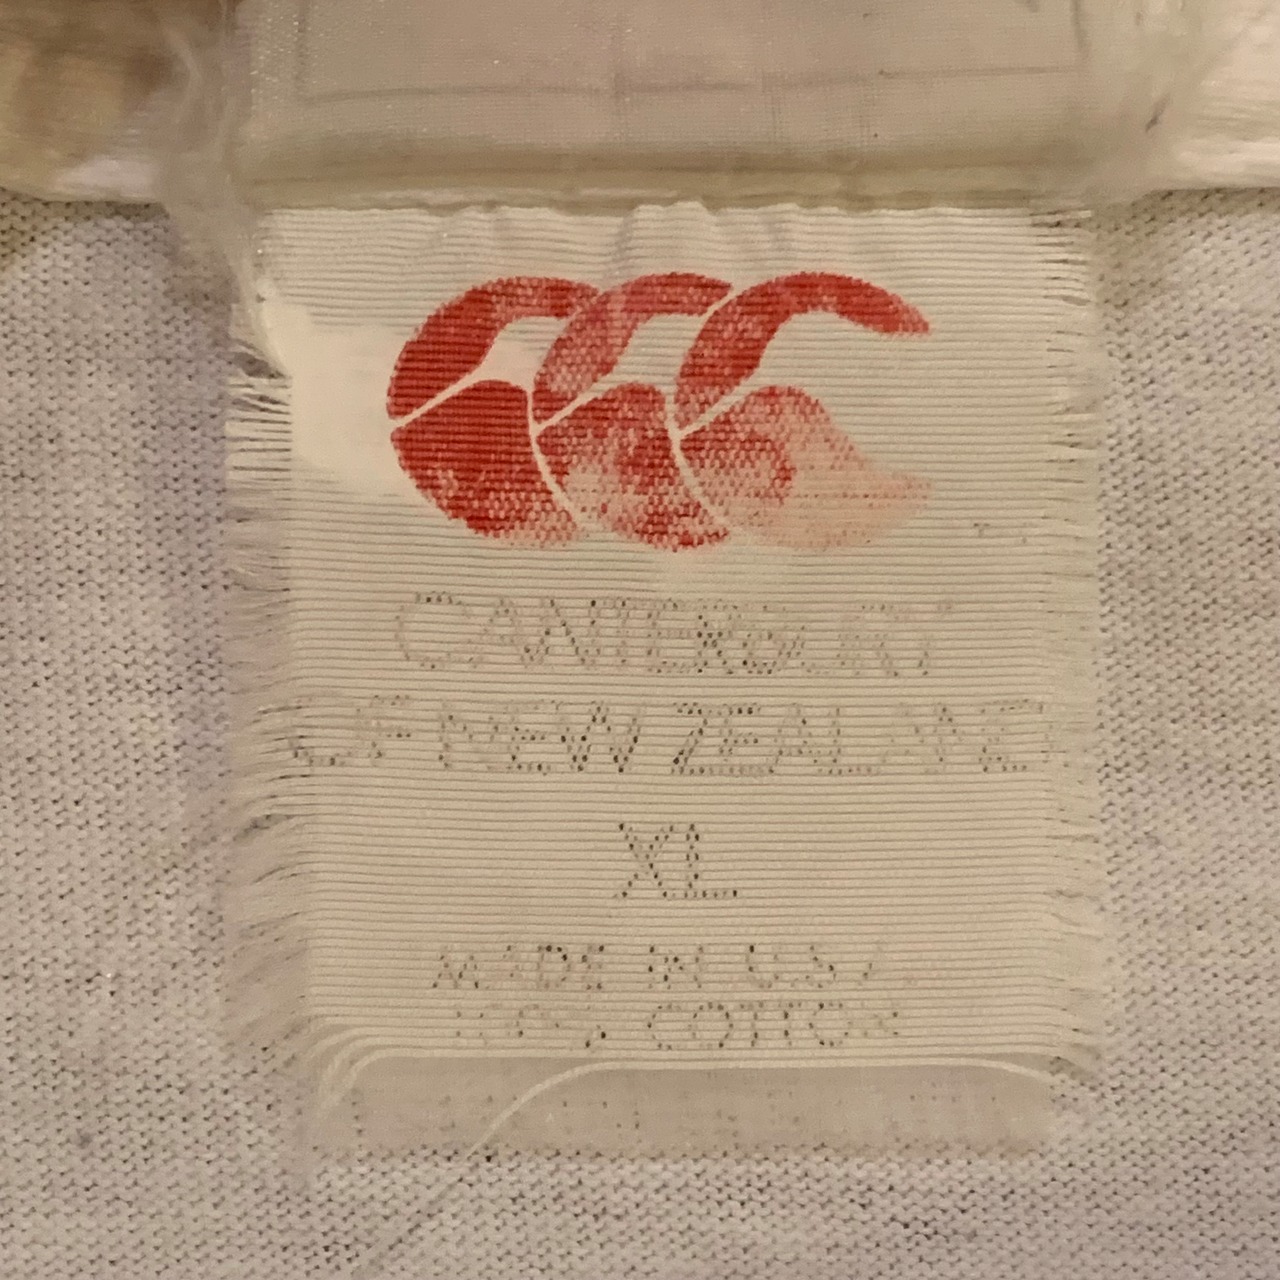 CANTERBURY
OF NEW ZEALAND
XL
MADE IN U.S.A
100% COTTON